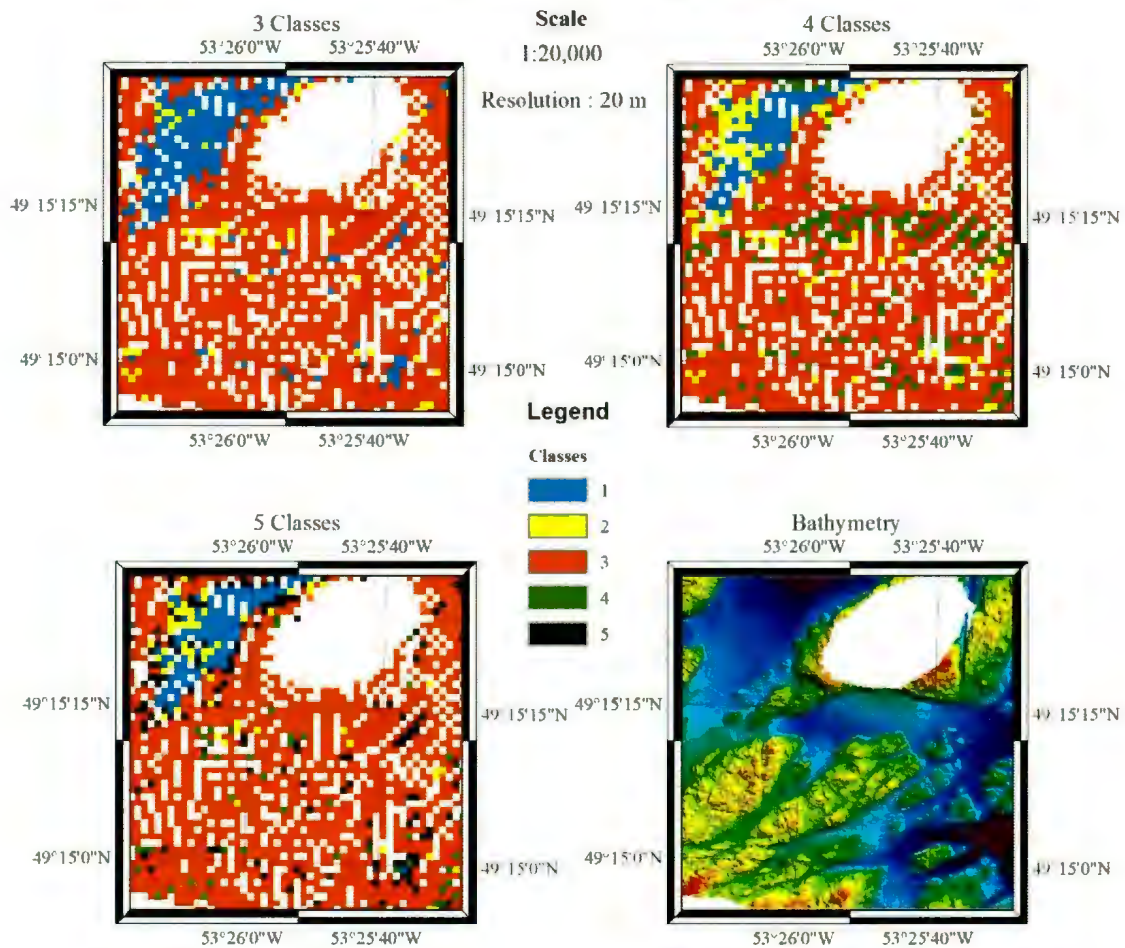 3 Classes
53°26'0"W 53°25'40"W
49°15'15"N
49°15'15"N
49°15'0"N
49°15'0"N
53°26'0"W 53°25'40"W
Scale
1:20,000
Resolution : 20 m
4 Classes
53°26'0"W 53°25'40"W
49°15'15"N
49°15'15"N
49°15'0"N
49°15'0"N
53°26'0"W 53°25'40"W
Legend
Classes
1
2
3
4
5
5 Classes
53°26'0"W 53°25'40"W
49°15'15"N
49°15'15"N
49°15'0"N
49°15'0"N
53°26'0"W 53°25'40"W
Bathymetry
53°26'0"W 53°25'40"W
49°15'15"N
49°15'15"N
49°15'0"N
49°15'0"N
53°26'0"W 53°25'40"W